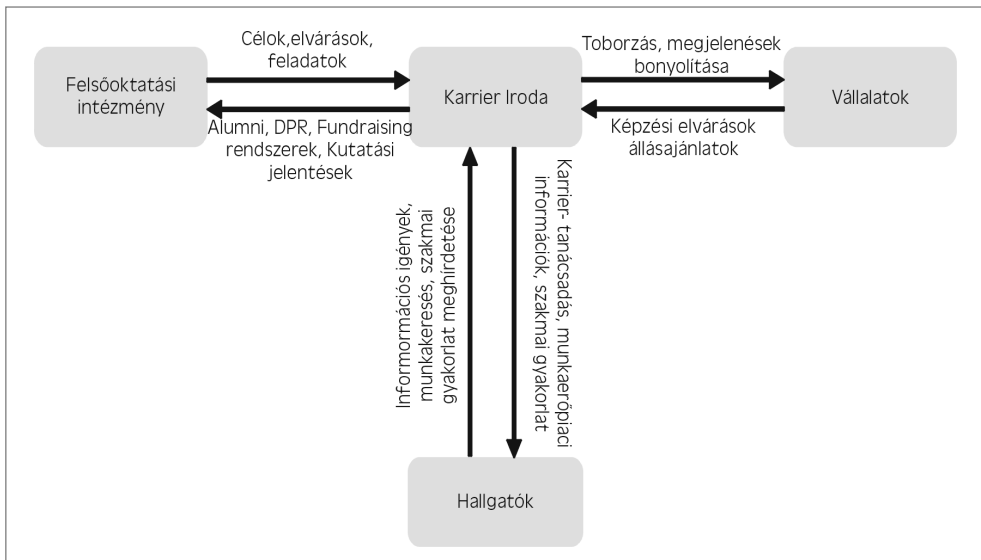 Felsőoktatási
intézmény
Célok,elvárások,
feladatok
Alumni, DPR, Fundraising
rendszerek, Kutatási
jelentések
Karrier Iroda
Toborzás, megjelenések
bonyolítása
Képzési elvárások
állásajánlatok
Vállalatok
Informormációs igények,
munkakeresés, szakmai
gyakorlat meghírdetése
Karrier- tanácsadás, munkaerőpiaci
információk, szakmai gyakorlat
Hallgatók